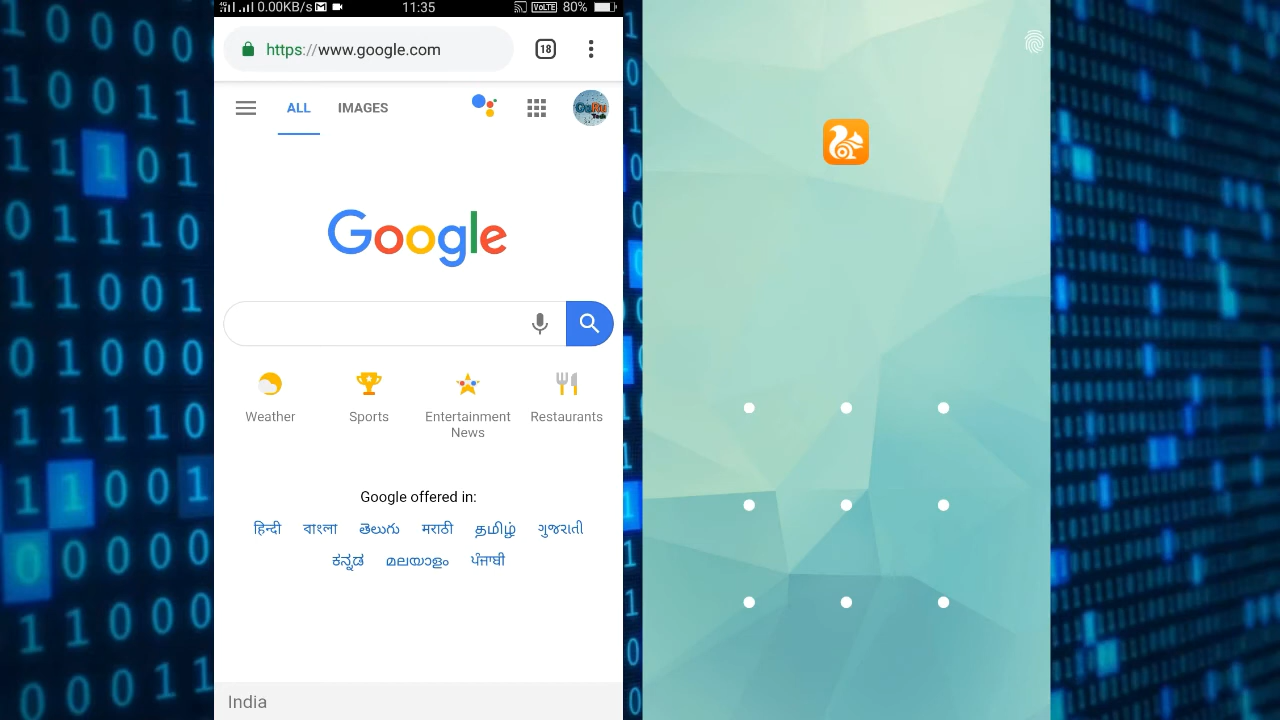 0.00KB/s 11:35 VoLTE 80%
https://www.google.com 18
ALL IMAGES
Google
Weather Sports Entertainment News Restaurants
Google offered in:
हिन्दी বাংলা తెలుగు मराठी தமிழ் ગુજરાતી
ಕನ್ನಡ മലയാളം ਪੰਜਾਬੀ
India